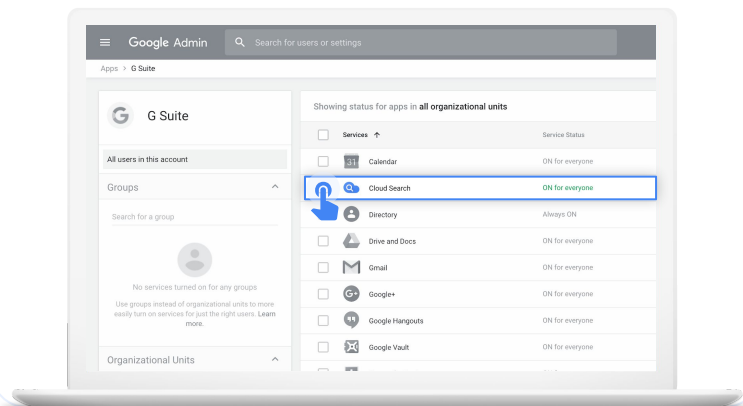 Google Admin
Search for users or settings
Apps > G Suite
G Suite
All users in this account
Groups
Search for a group
No services turned on for any groups
Use groups instead of organizational units to more
easily turn on services for just the right users. Learn
more.
Organizational Units
Showing status for apps in all organizational units
Services ↑ Service Status
31 Calendar ON for everyone
Cloud Search ON for everyone
Directory Always ON
Drive and Docs ON for everyone
Gmail ON for everyone
G+ Google+ ON for everyone
Google Hangouts ON for everyone
Google Vault ON for everyone